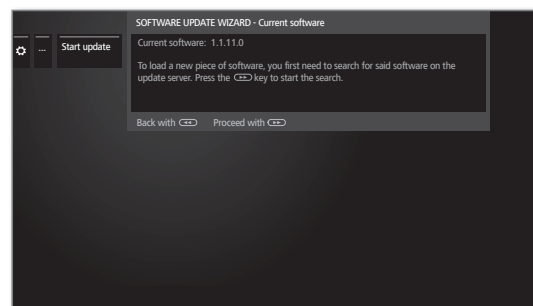 SOFTWARE UPDATE WIZARD - Current software
... Start update
Current software: 1.1.11.0
To load a new piece of software, you first need to search for said software on the
update server. Press the key to start the search.
Back with Proceed with